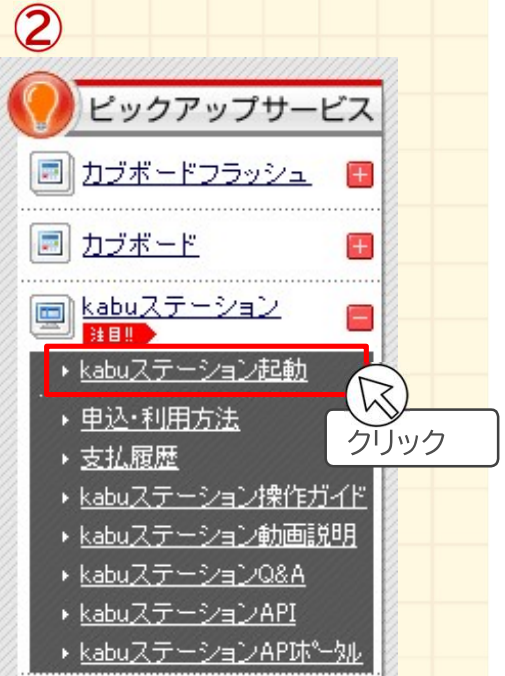 ②
ピックアップサービス
カブボードフラッシュ
カブボード
kabuステーション
注目!!
kabuステーション起動
クリック
申込・利用方法
支払履歴
kabuステーション操作ガイド
kabuステーション動画説明
kabuステーションQ&A
kabuステーションAPI
kabuステーションAPIポータル